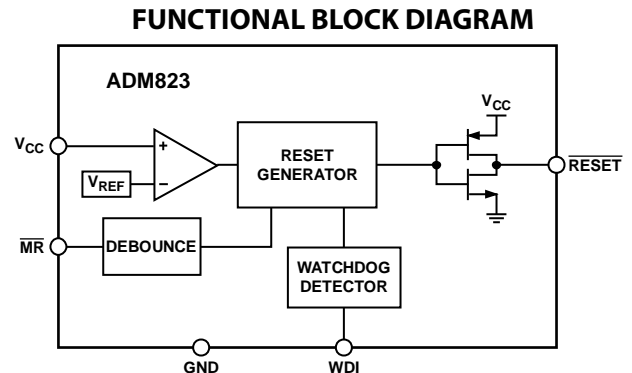 FUNCTIONAL BLOCK DIAGRAM
ADM823
VCC
VCC
+
RESET
GENERATOR
RESET
VREF
–
MR
DEBOUNCE
WATCHDOG
DETECTOR
GND
WDI